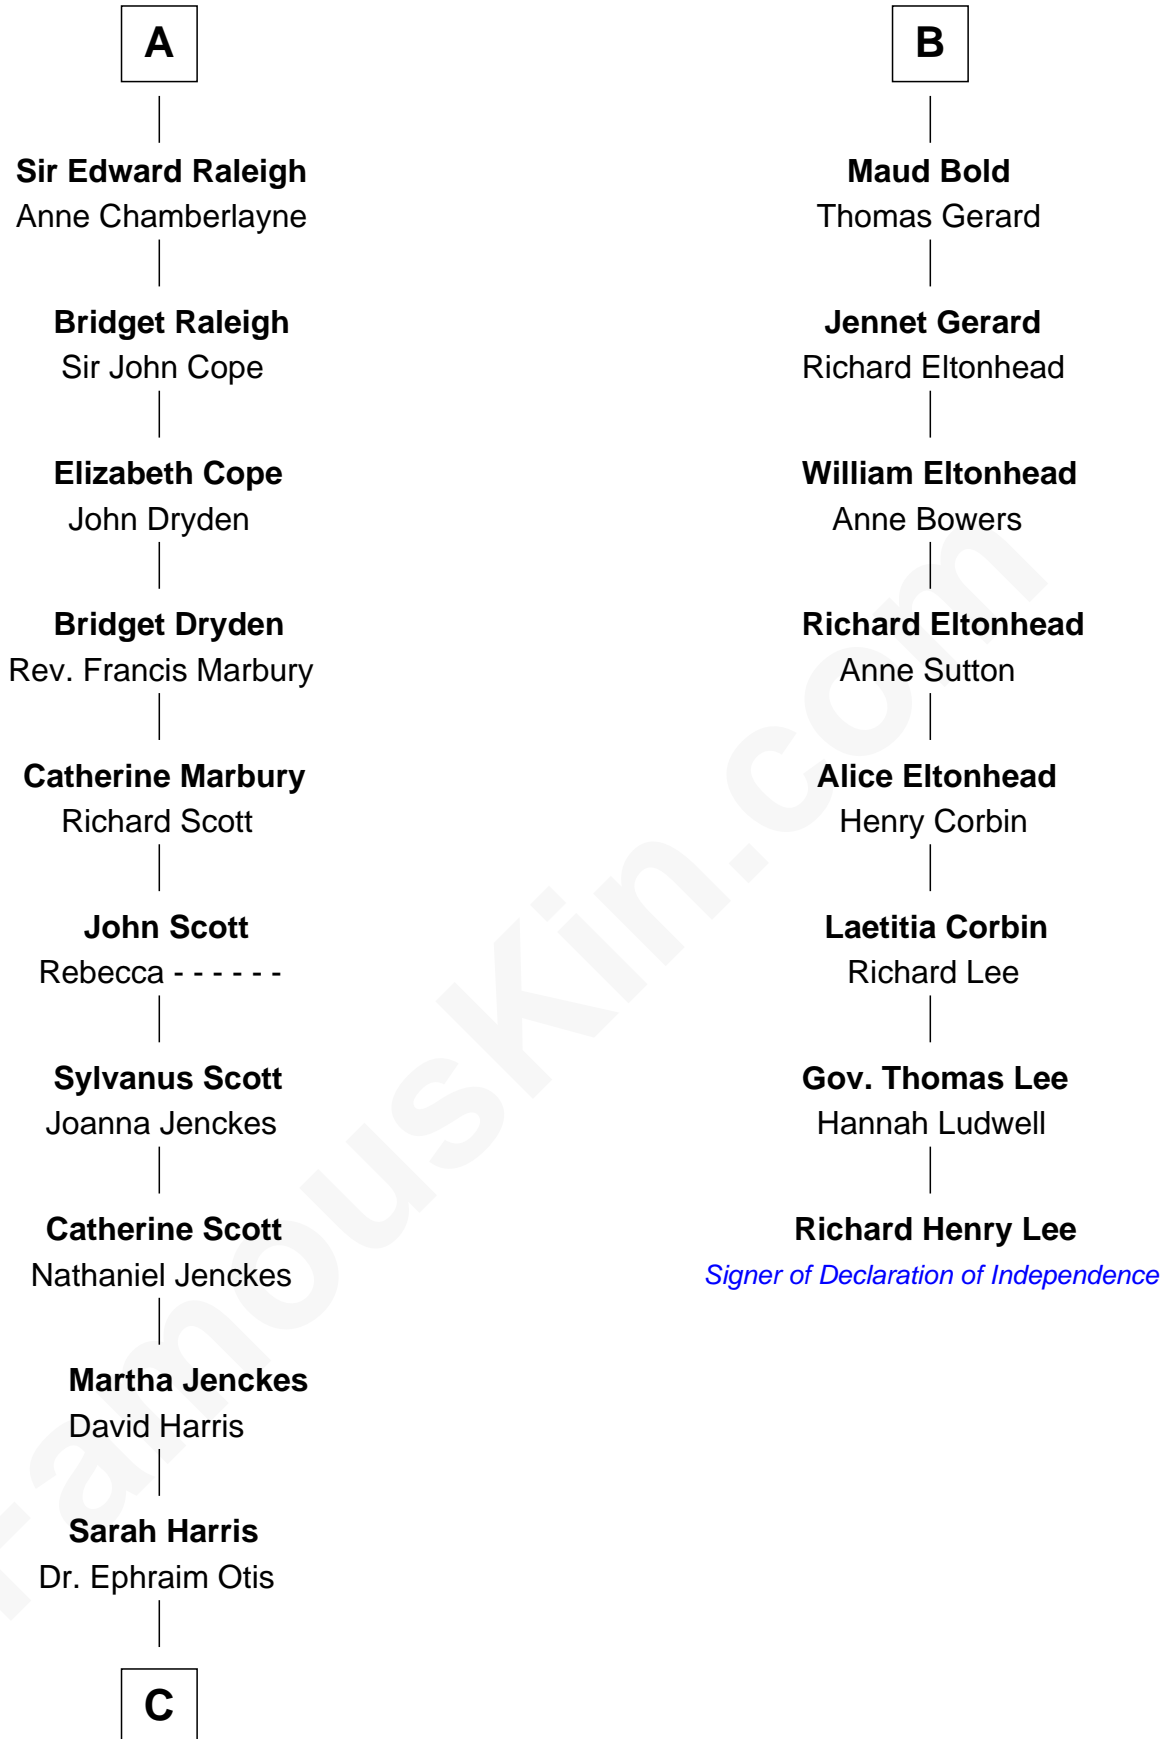 A
Sir Edward Raleigh
Anne Chamberlayne
Bridget Raleigh
Sir John Cope
Elizabeth Cope
John Dryden
Bridget Dryden
Rev. Francis Marbury
Catherine Marbury
Richard Scott
John Scott
Rebecca - - - - - -
Sylvanus Scott
Joanna Jenckes
Catherine Scott
Nathaniel Jenckes
Martha Jenckes
David Harris
Sarah Harris
Dr. Ephraim Otis
C
B
Maud Bold
Thomas Gerard
Jennet Gerard
Richard Eltonhead
William Eltonhead
Anne Bowers
Richard Eltonhead
Anne Sutton
Alice Eltonhead
Henry Corbin
Laetitia Corbin
Richard Lee
Gov. Thomas Lee
Hannah Ludwell
Richard Henry Lee
Signer of Declaration of Independence
FamousKin.com